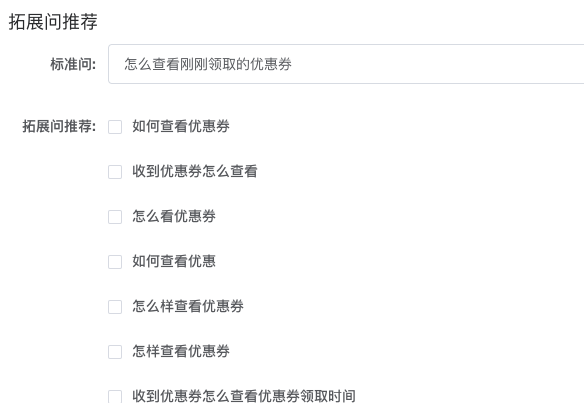 拓展问推荐
标准问: 怎么查看刚刚领取的优惠券
拓展问推荐: 如何查看优惠券
收到优惠券怎么查看
怎么看优惠券
如何查看优惠
怎么样查看优惠券
怎样查看优惠券
收到优惠券怎么查看优惠券领取时间